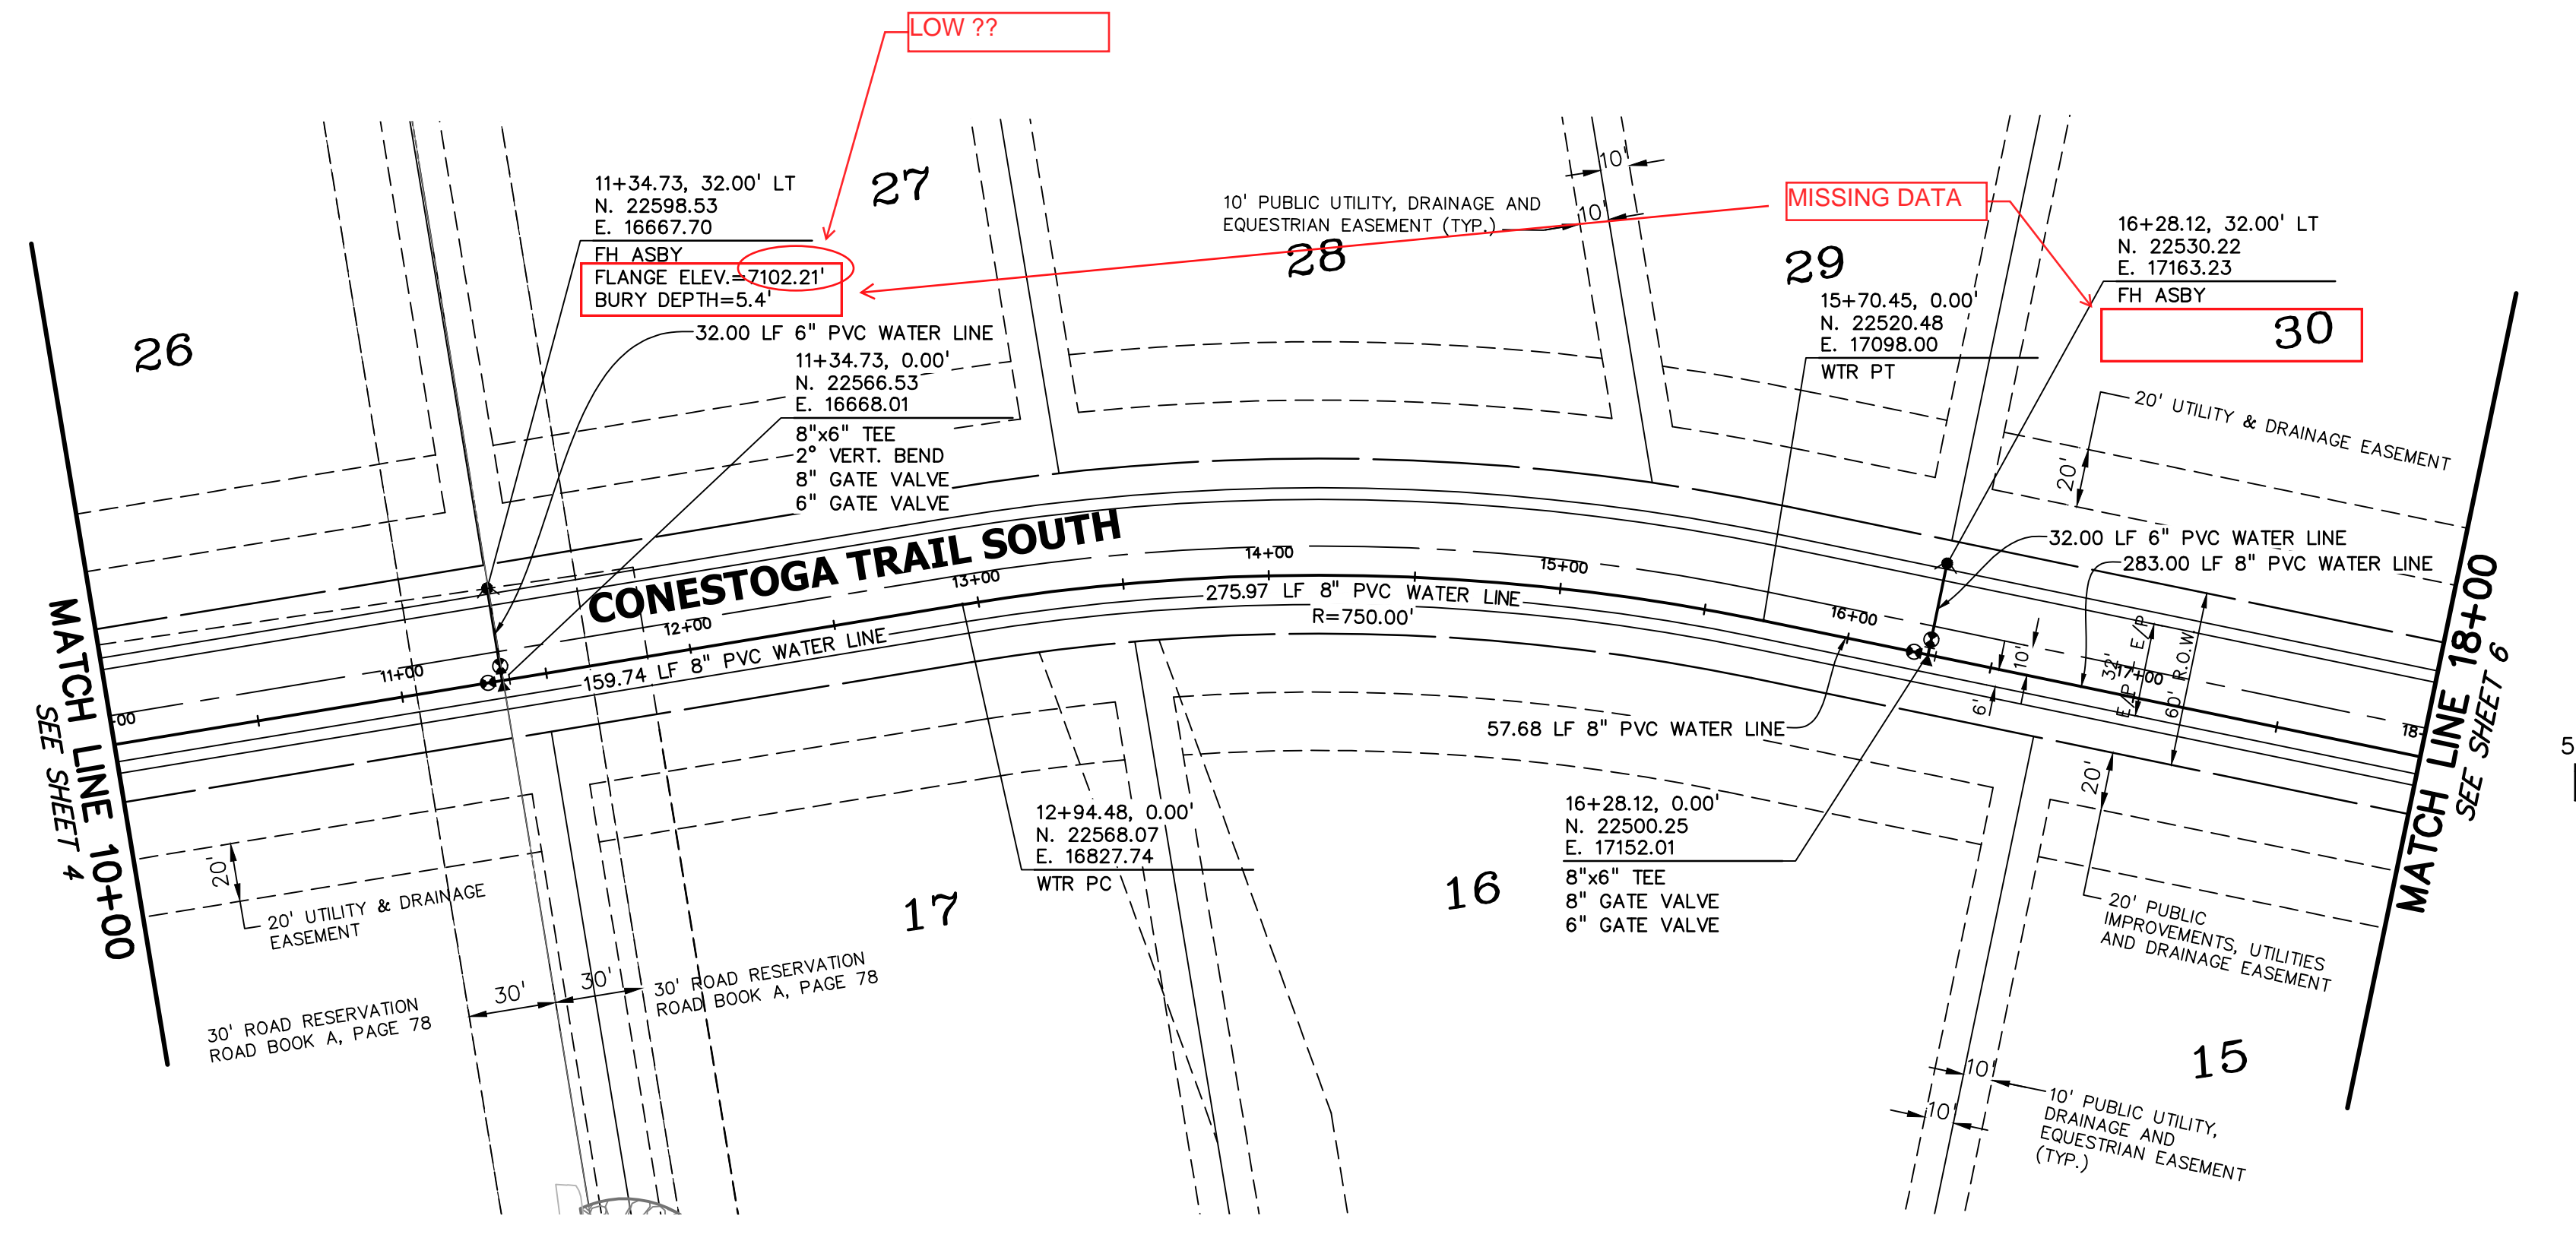 LOW ??
MISSING DATA
11+34.73, 32.00' LT
N. 22598.53
E. 16667.70
FH ASBY
FLANGE ELEV.=7102.21'
BURY DEPTH=5.4'
27
10' PUBLIC UTILITY, DRAINAGE AND
EQUESTRIAN EASEMENT (TYP.)
10'
10'
28
29
16+28.12, 32.00' LT
N. 22530.22
E. 17163.23
FH ASBY
30
15+70.45, 0.00'
N. 22520.48
E. 17098.00
WTR PT
26
32.00 LF 6" PVC WATER LINE
11+34.73, 0.00'
N. 22566.53
E. 16668.01
8"x6" TEE
2° VERT. BEND
8" GATE VALVE
6" GATE VALVE
20' UTILITY & DRAINAGE EASEMENT
20'
32.00 LF 6" PVC WATER LINE
283.00 LF 8" PVC WATER LINE
CONESTOGA TRAIL SOUTH
+00
11+00
12+00
13+00
14+00
15+00
16+00
17+00
18+
159.74 LF 8" PVC WATER LINE
275.97 LF 8" PVC WATER LINE
R=750.00'
57.68 LF 8" PVC WATER LINE
10'
6'
32'
E/P - E/P
60' R.O.W.
MATCH LINE 10+00
SEE SHEET 4
MATCH LINE 18+00
SEE SHEET 6
5
20'
20' UTILITY & DRAINAGE
EASEMENT
12+94.48, 0.00'
N. 22568.07
E. 16827.74
WTR PC
17
16
16+28.12, 0.00'
N. 22500.25
E. 17152.01
8"x6" TEE
8" GATE VALVE
6" GATE VALVE
20'
20' PUBLIC
IMPROVEMENTS, UTILITIES
AND DRAINAGE EASEMENT
30' ROAD RESERVATION
ROAD BOOK A, PAGE 78
30'
30'
30' ROAD RESERVATION
ROAD BOOK A, PAGE 78
15
10'
10'
10' PUBLIC UTILITY,
DRAINAGE AND
EQUESTRIAN EASEMENT
(TYP.)